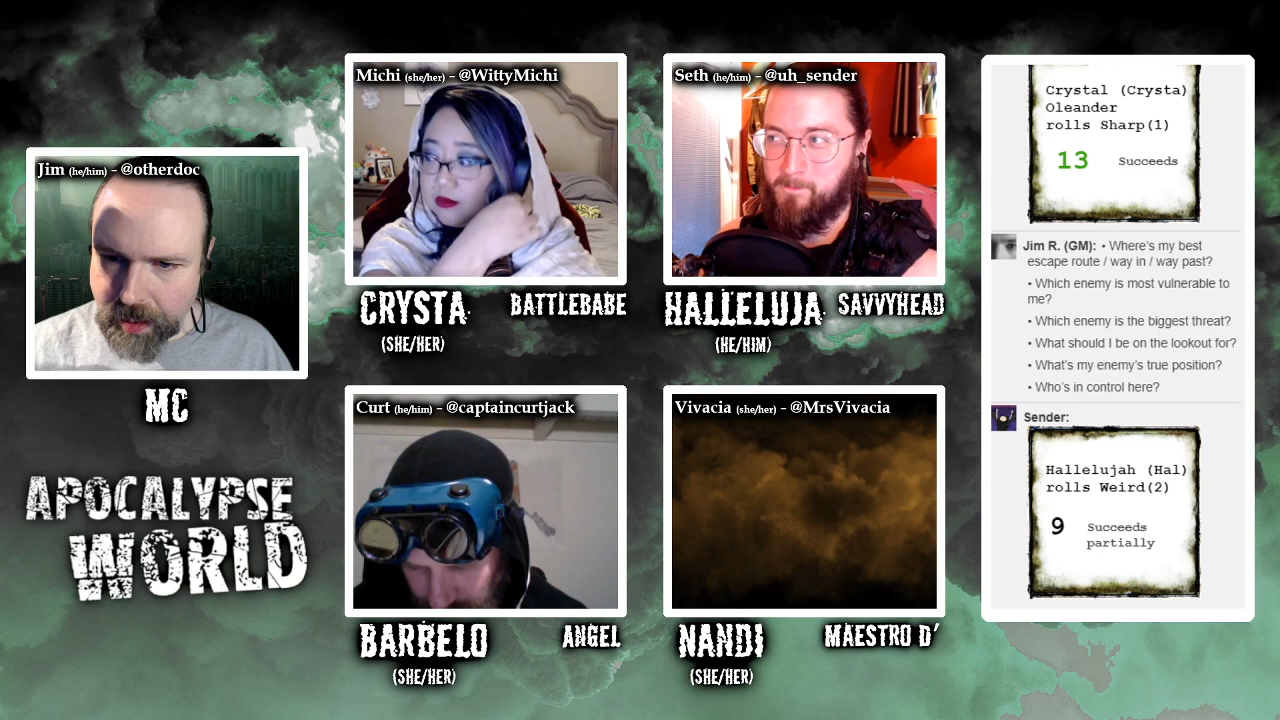 Jim (he/him) - @otherdoc
MC
APOCALYPSE
WORLD
Michi (she/her) - @WittyMichi
CRYSTA BATTLEBABE
(SHE/HER)
Seth (he/him) - @uh_sender
HALLELUJA SAVVYHEAD
(HE/HIM)
Curt (he/him) - @captaincurtjack
BARBELO ANGEL
(SHE/HER)
Vivacia (she/her) - @MrsVivacia
NANDI MAESTRO D'
(SHE/HER)
Crystal (Crysta)
Oleander
rolls Sharp(1)
13 Succeeds
Jim R. (GM): • Where's my best
escape route / way in / way past?
• Which enemy is most vulnerable to
me?
• Which enemy is the biggest threat?
• What should I be on the lookout for?
• What's my enemy's true position?
• Who's in control here?
Sender:
Hallelujah (Hal)
rolls Weird(2)
9 Succeeds
partially